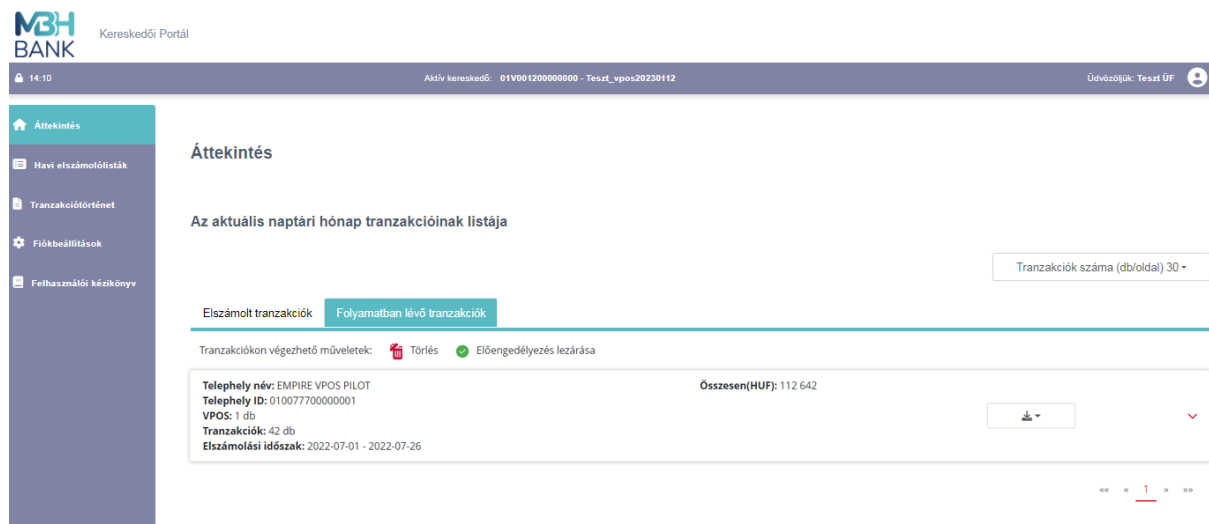 MBH
BANK
Kereskedői Portál
14:10
Aktív kereskedő: 01V001200000000 - Teszt_vpos20230112
Üdvözöljük: Teszt ÜF
Áttekintés
Havi elszámolólisták
Tranzakciótörténet
Fiókbeállítások
Felhasználói kézikönyv
Áttekintés
Az aktuális naptári hónap tranzakcióinak listája
Tranzakciók száma (db/oldal) 30
Elszámolt tranzakciók
Folyamatban lévő tranzakciók
Tranzakciókon végezhető műveletek: Törlés Előengedélyezés lezárása
Telephely név: EMPIRE VPOS PILOT
Összesen(HUF): 112 642
Telephely ID: 010077700000001
VPOS: 1 db
Tranzakciók: 42 db
Elszámolási időszak: 2022-07-01 - 2022-07-26
«« « 1 » »»